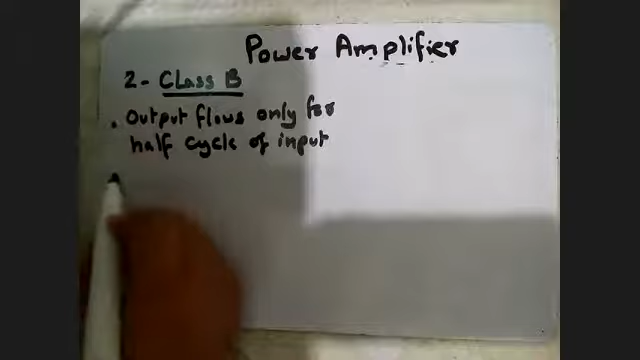 Power Amplifier
2- Class B
. Output flows only for
half cycle of input